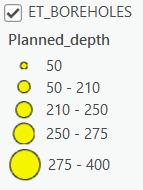 ET_BOREHOLES
Planned_depth
50
50 - 210
210 - 250
250 - 275
275 - 400